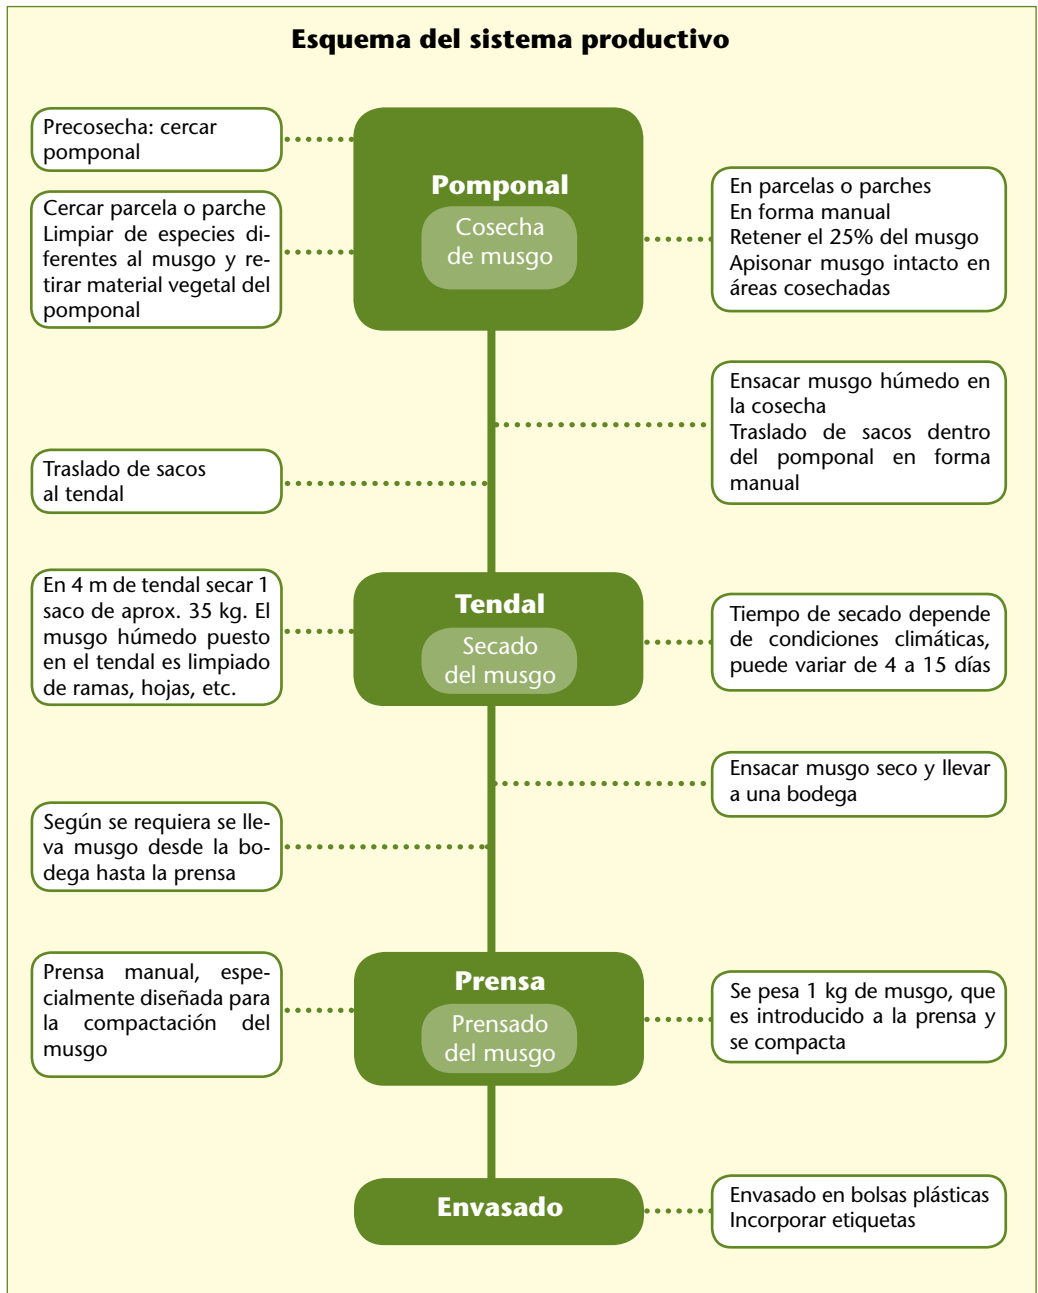 Esquema del sistema productivo
Precosecha: cercar
pomponal
Cercar parcela o parche
Limpiar de especies di-
ferentes al musgo y re-
tirar material vegetal del
pomponal
Pomponal
Cosecha
de musgo
En parcelas o parches
En forma manual
Retener el 25% del musgo
Apisonar musgo intacto en
áreas cosechadas
Ensacar musgo húmedo en
la cosecha
Traslado de sacos dentro
del pomponal en forma
manual
Traslado de sacos
al tendal
En 4 m de tendal secar 1
saco de aprox. 35 kg. El
musgo húmedo puesto
en el tendal es limpiado
de ramas, hojas, etc.
Tendal
Secado
del musgo
Tiempo de secado depende
de condiciones climáticas,
puede variar de 4 a 15 días
Ensacar musgo seco y llevar
a una bodega
Según se requiera se lle-
va musgo desde la bo-
dega hasta la prensa
Prensa manual, espe-
cialmente diseñada para
la compactación del
musgo
Prensa
Prensado
del musgo
Se pesa 1 kg de musgo, que
es introducido a la prensa y
se compacta
Envasado
Envasado en bolsas plásticas
Incorporar etiquetas